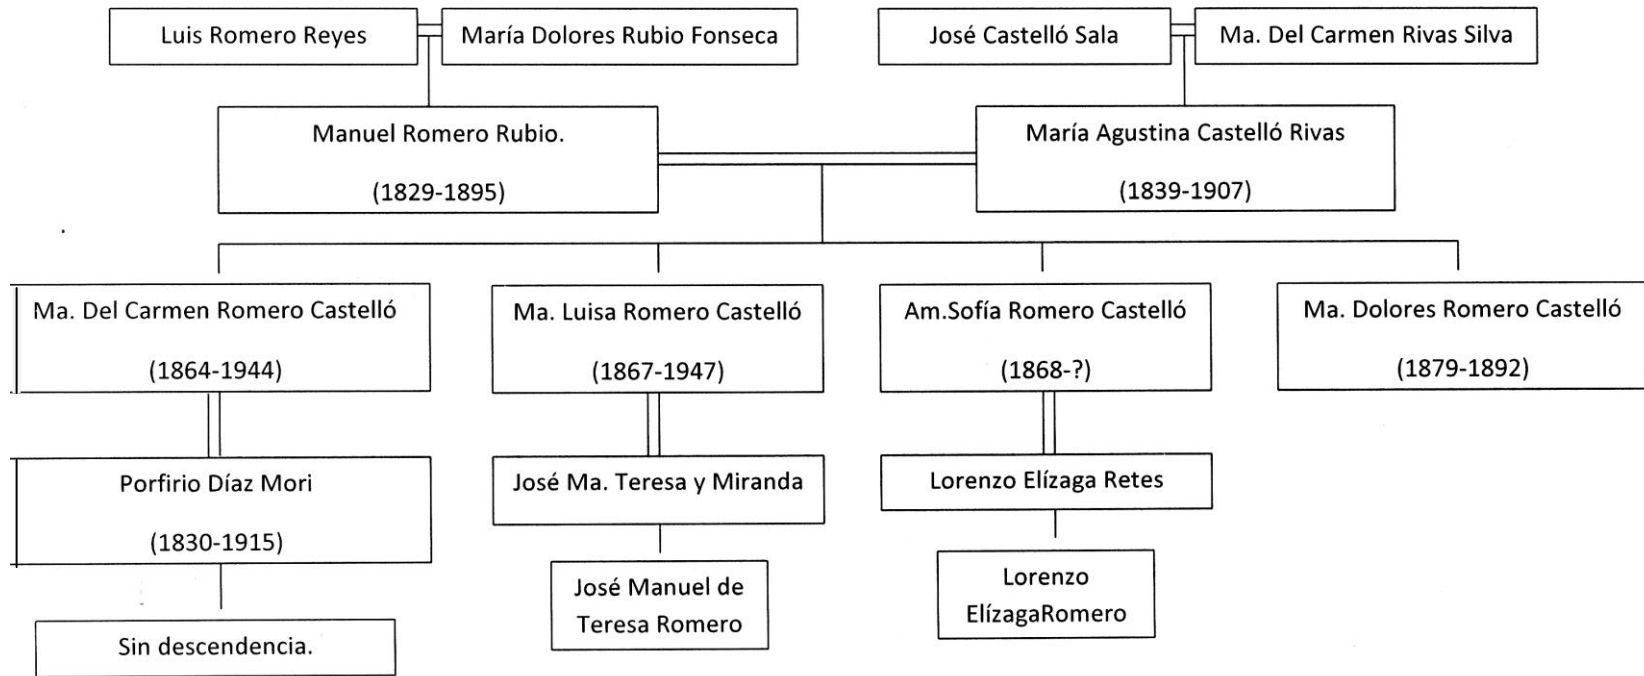 Luis Romero Reyes
María Dolores Rubio Fonseca
José Castelló Sala
Ma. Del Carmen Rivas Silva
Manuel Romero Rubio.
(1829-1895)
María Agustina Castelló Rivas
(1839-1907)
Ma. Del Carmen Romero Castelló
(1864-1944)
Ma. Luisa Romero Castelló
(1867-1947)
Am.Sofía Romero Castelló
(1868-?)
Ma. Dolores Romero Castelló
(1879-1892)
Porfirio Díaz Mori
(1830-1915)
José Ma. Teresa y Miranda
Lorenzo Elízaga Retes
Sin descendencia.
José Manuel de
Teresa Romero
Lorenzo
ElízagaRomero